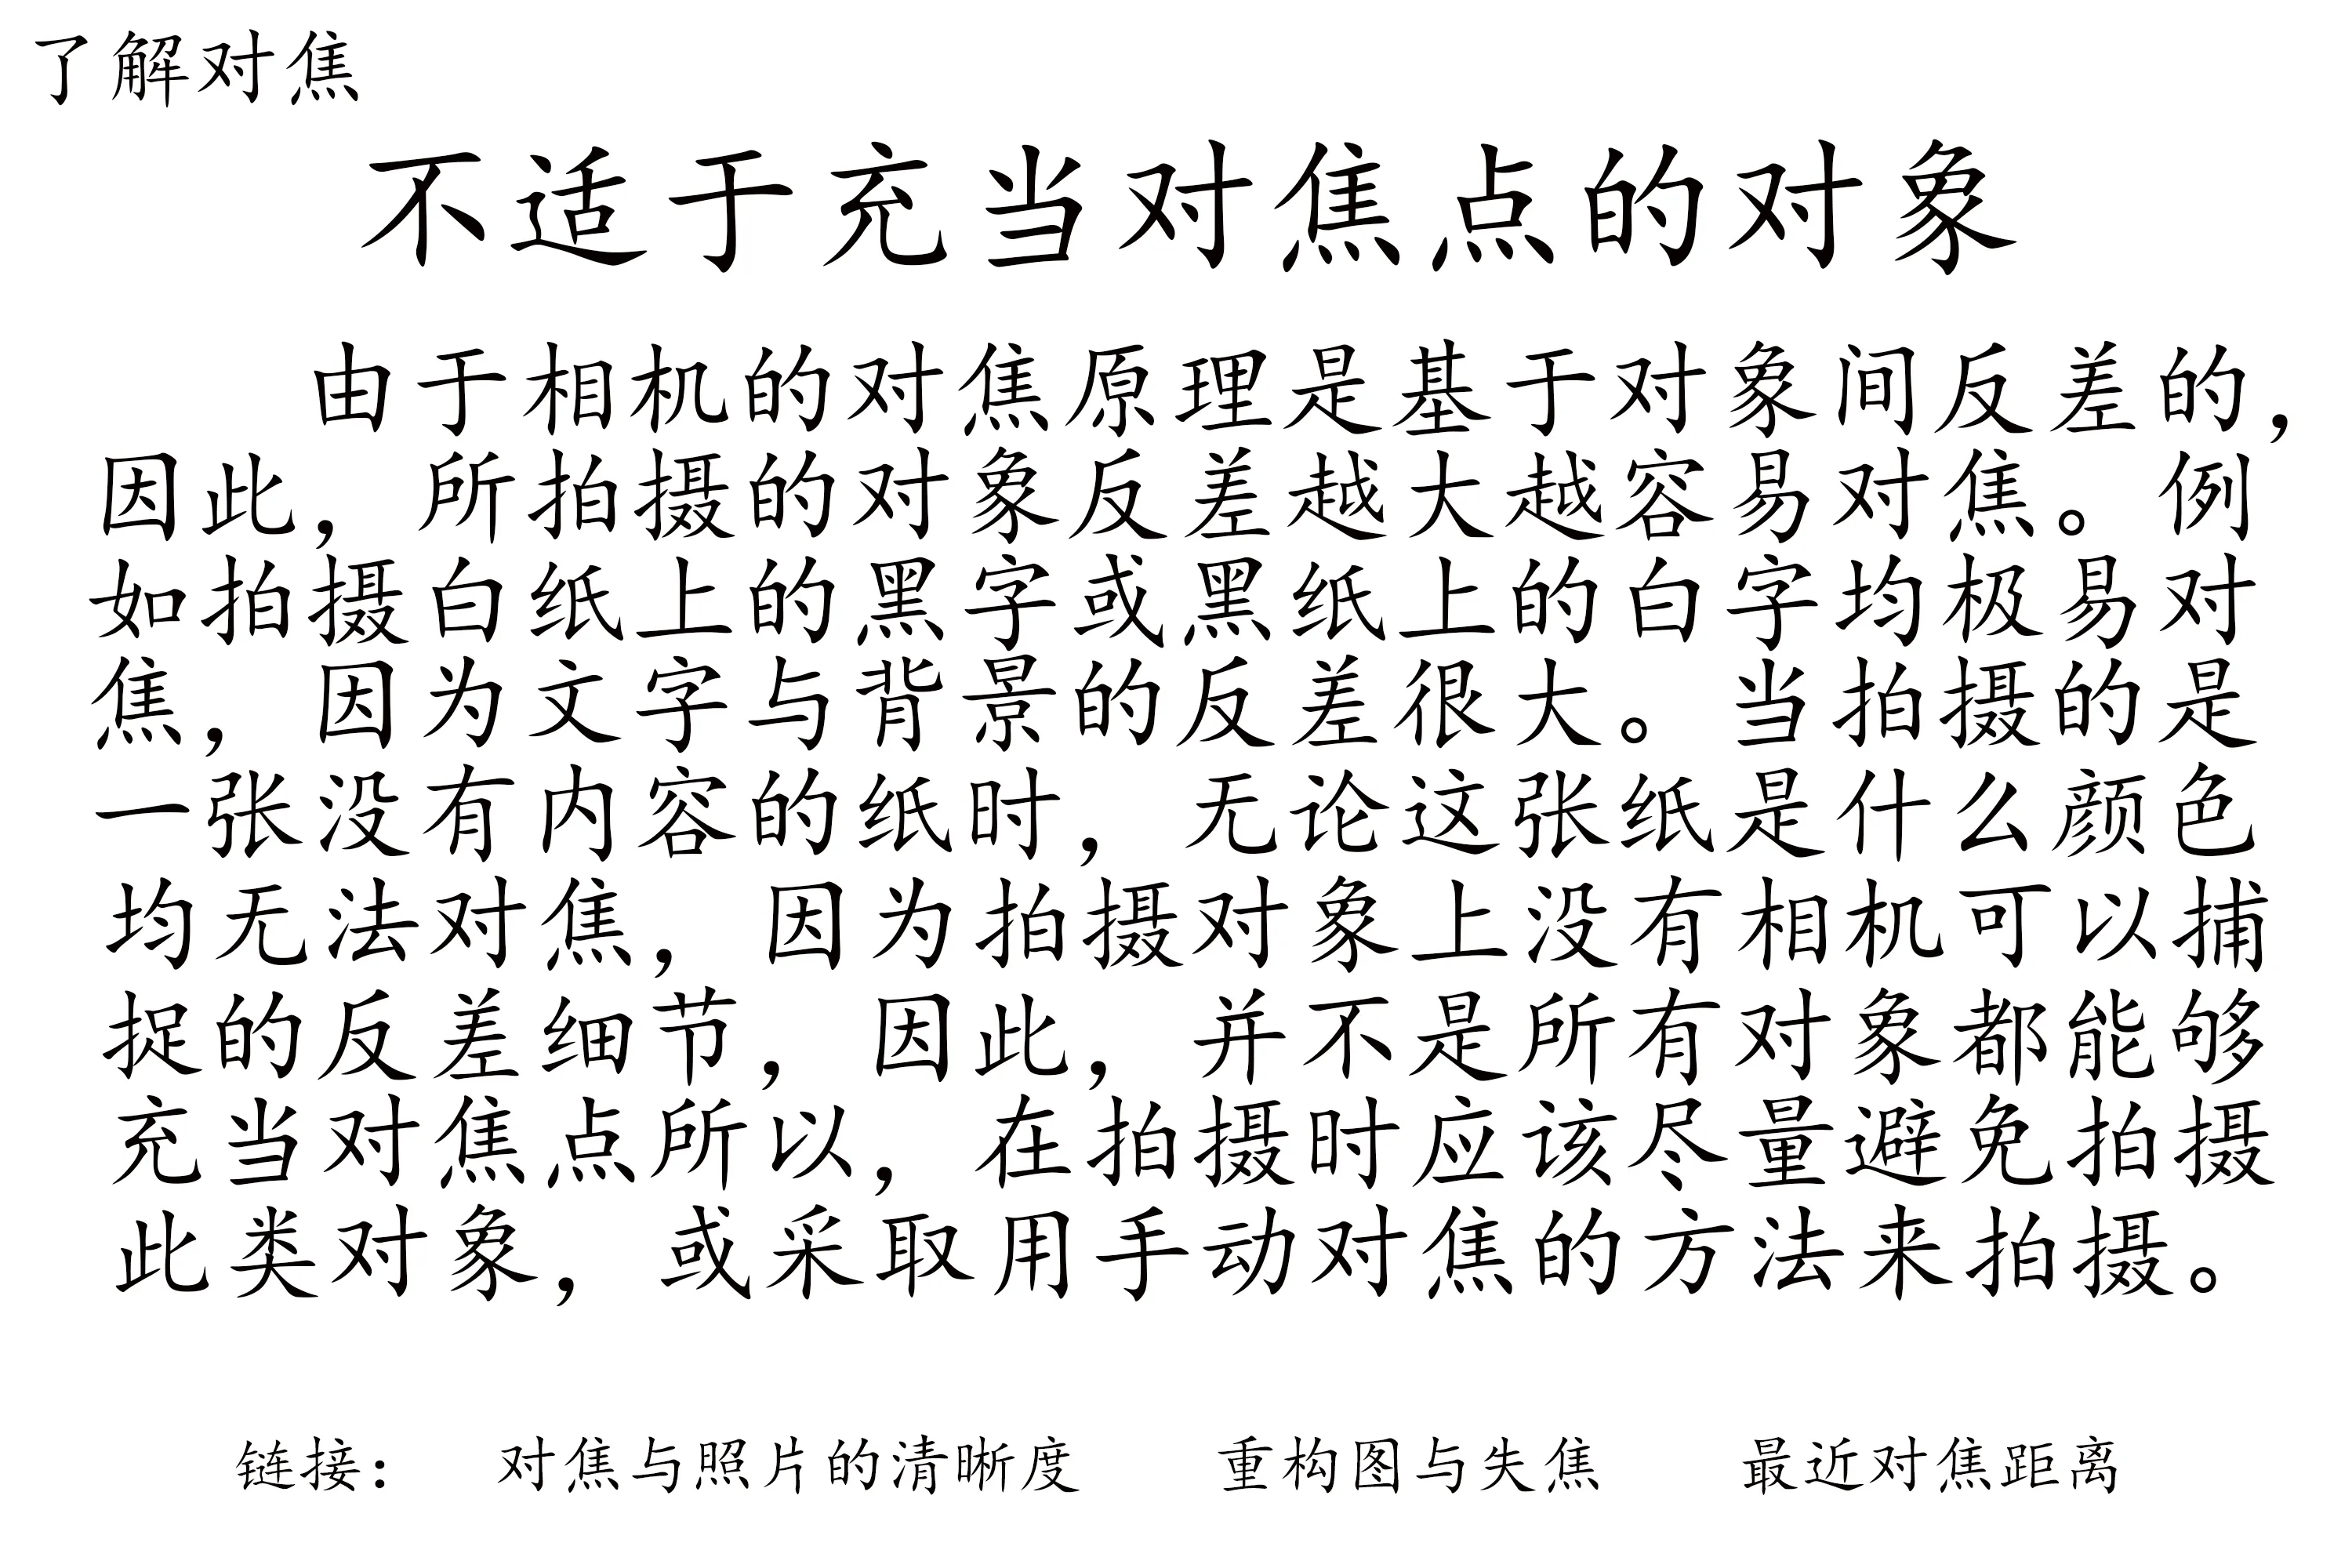 了解对焦
不适于充当对焦点的对象
由于相机的对焦原理是基于对象间反差的，
因此，所拍摄的对象反差越大越容易对焦。例
如拍摄白纸上的黑字或黑纸上的白字均极易对
焦，因为文字与背景的反差很大。当拍摄的是
一张没有内容的纸时，无论这张纸是什么颜色
均无法对焦，因为拍摄对象上没有相机可以捕
捉的反差细节，因此，并不是所有对象都能够
充当对焦点所以，在拍摄时应该尽量避免拍摄
此类对象，或采取用手动对焦的方法来拍摄。
链接： 对焦与照片的清晰度 重构图与失焦 最近对焦距离